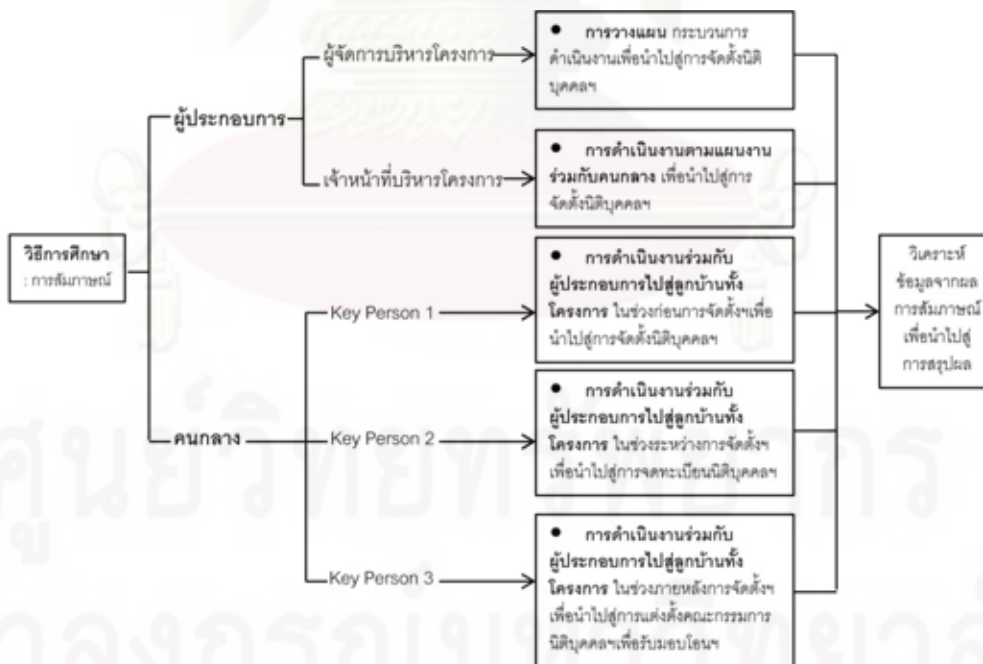 วิธีการศึกษา
: การสัมภาษณ์
ผู้ประกอบการ
ผู้จัดการบริหารโครงการ
● การวางแผน กระบวนการ
ดำเนินงานเพื่อนำไปสู่การจัดตั้งนิติ
บุคคลฯ
เจ้าหน้าที่บริหารโครงการ
● การดำเนินงานตามแผนงาน
ร่วมกับคนกลาง เพื่อนำไปสู่การ
จัดตั้งนิติบุคคลฯ
คนกลาง
Key Person 1
● การดำเนินงานร่วมกับ
ผู้ประกอบการไปสู่ลูกบ้านทั้ง
โครงการ ในช่วงก่อนการจัดตั้งฯเพื่อ
นำไปสู่การจัดตั้งนิติบุคคลฯ
Key Person 2
● การดำเนินงานร่วมกับ
ผู้ประกอบการไปสู่ลูกบ้านทั้ง
โครงการ ในช่วงระหว่างการจัดตั้งฯ
เพื่อนำไปสู่การจดทะเบียนนิติบุคคลฯ
Key Person 3
● การดำเนินงานร่วมกับ
ผู้ประกอบการไปสู่ลูกบ้านทั้ง
โครงการ ในช่วงภายหลังการจัดตั้งฯ
เพื่อนำไปสู่การแต่งตั้งคณะกรรมการ
นิติบุคคลฯเพื่อรับมอบโอนฯ
วิเคราะห์
ข้อมูลจากผล
การสัมภาษณ์
เพื่อนำไปสู่
การสรุปผล
ศูนย์วิทยทรัพยากร